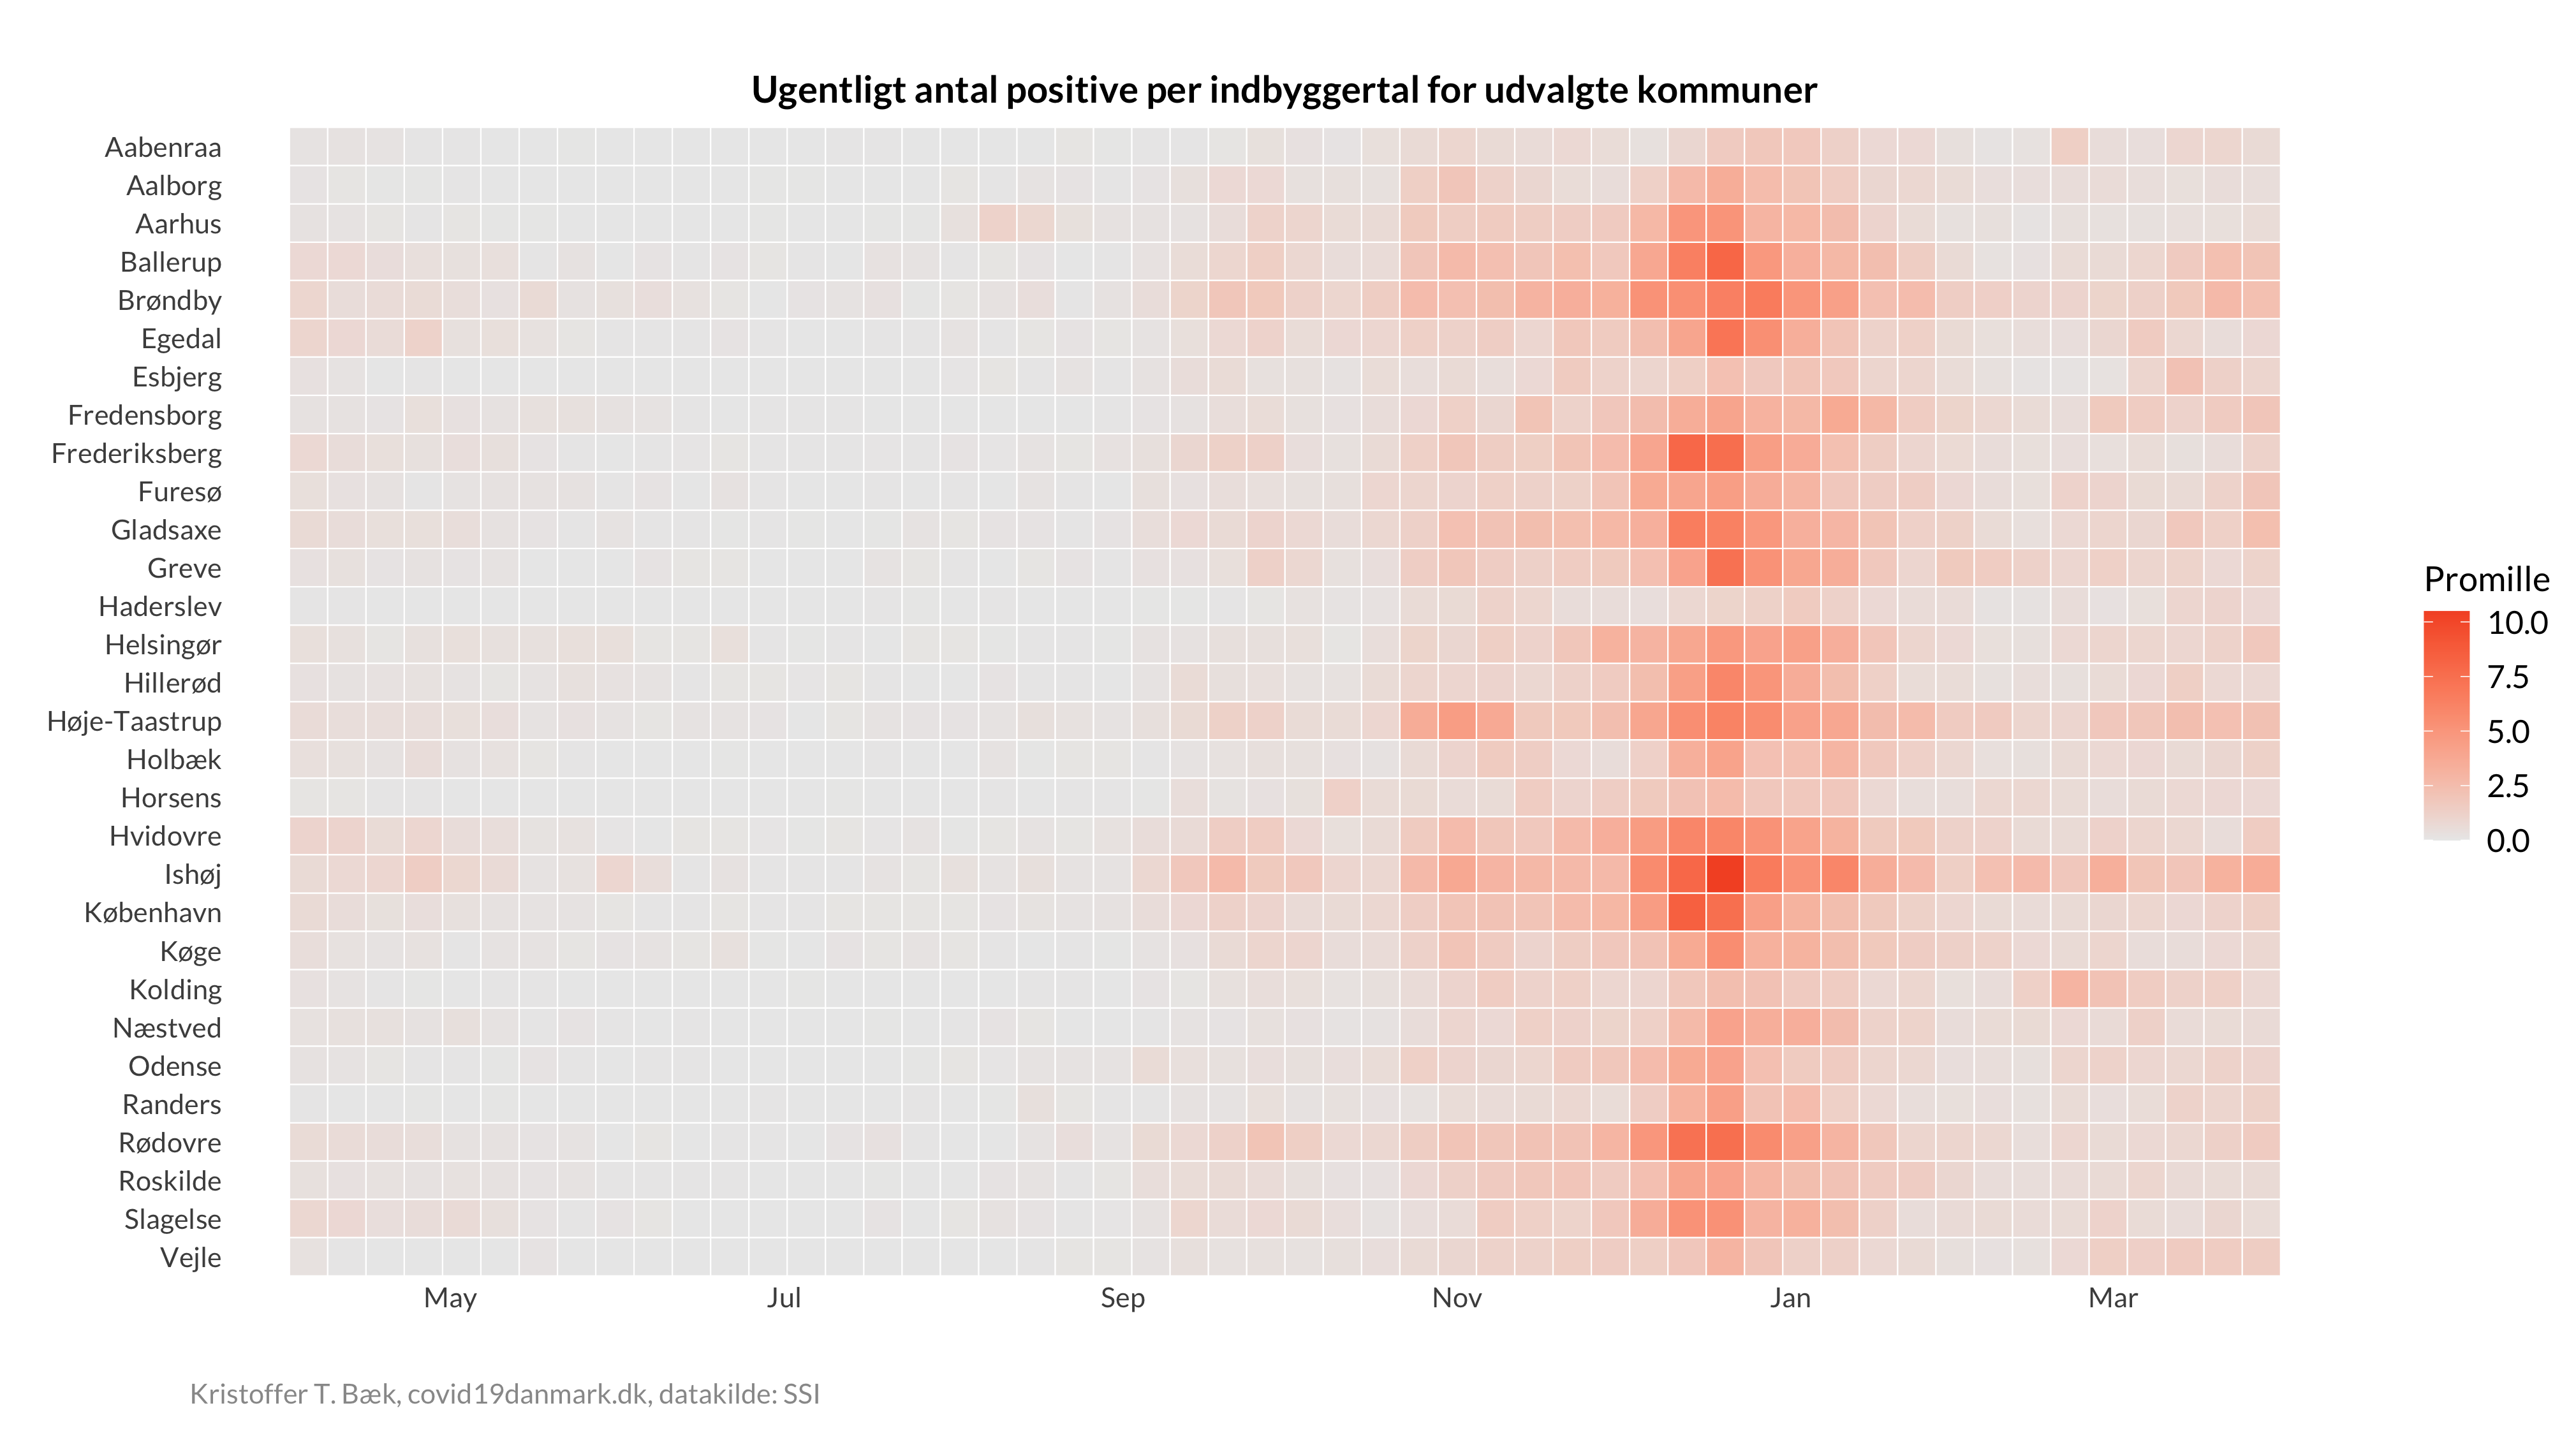 Ugentligt antal positive per indbyggertal for udvalgte kommuner
Aabenraa
Aalborg
Aarhus
Ballerup
Brøndby
Egedal
Esbjerg
Fredensborg
Frederiksberg
Furesø
Gladsaxe
Greve
Haderslev
Helsingør
Hillerød
Høje-Taastrup
Holbæk
Horsens
Hvidovre
Ishøj
København
Køge
Kolding
Næstved
Odense
Randers
Rødovre
Roskilde
Slagelse
Vejle
May Jul Sep Nov Jan Mar
Promille
10.0
7.5
5.0
2.5
0.0
Kristoffer T. Bæk, covid19danmark.dk, datakilde: SSI